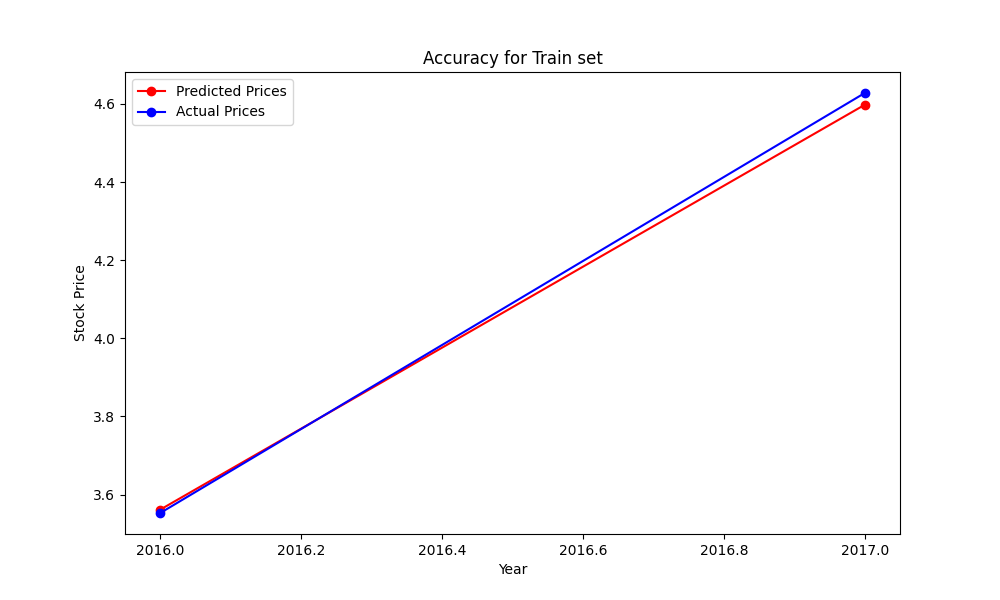 Accuracy for Train set
Predicted Prices
Actual Prices
4.6
4.4
4.2
4.0
3.8
3.6
Stock Price
2016.0 2016.2 2016.4 2016.6 2016.8 2017.0
Year